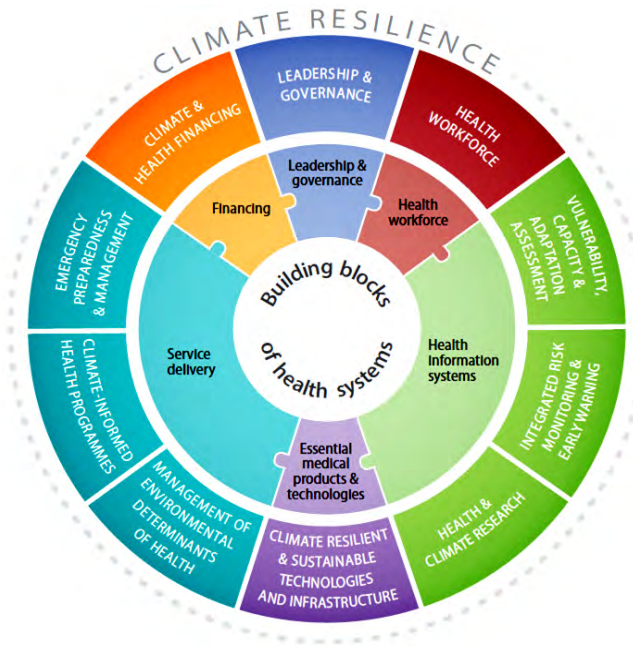 CLIMATE RESILIENCE
LEADERSHIP &
GOVERNANCE
HEALTH
WORKFORCE
VULNERABILITY,
CAPACITY &
ADAPTATION
ASSESSMENT
INTEGRATED RISK
MONITORING &
EARLY WARNING
HEALTH &
CLIMATE RESEARCH
CLIMATE RESILIENT
& SUSTAINABLE
TECHNOLOGIES
AND INFRASTRUCTURE
MANAGEMENT OF
ENVIRONMENTAL
DETERMINANTS
OF HEALTH
CLIMATE-INFORMED
HEALTH PROGRAMMES
EMERGENCY
PREPAREDNESS
& MANAGEMENT
CLIMATE &
HEALTH FINANCING
Leadership &
governance
Health
workforce
Health
information
systems
Essential
medical
products &
technologies
Service
delivery
Financing
Building blocks
of health systems